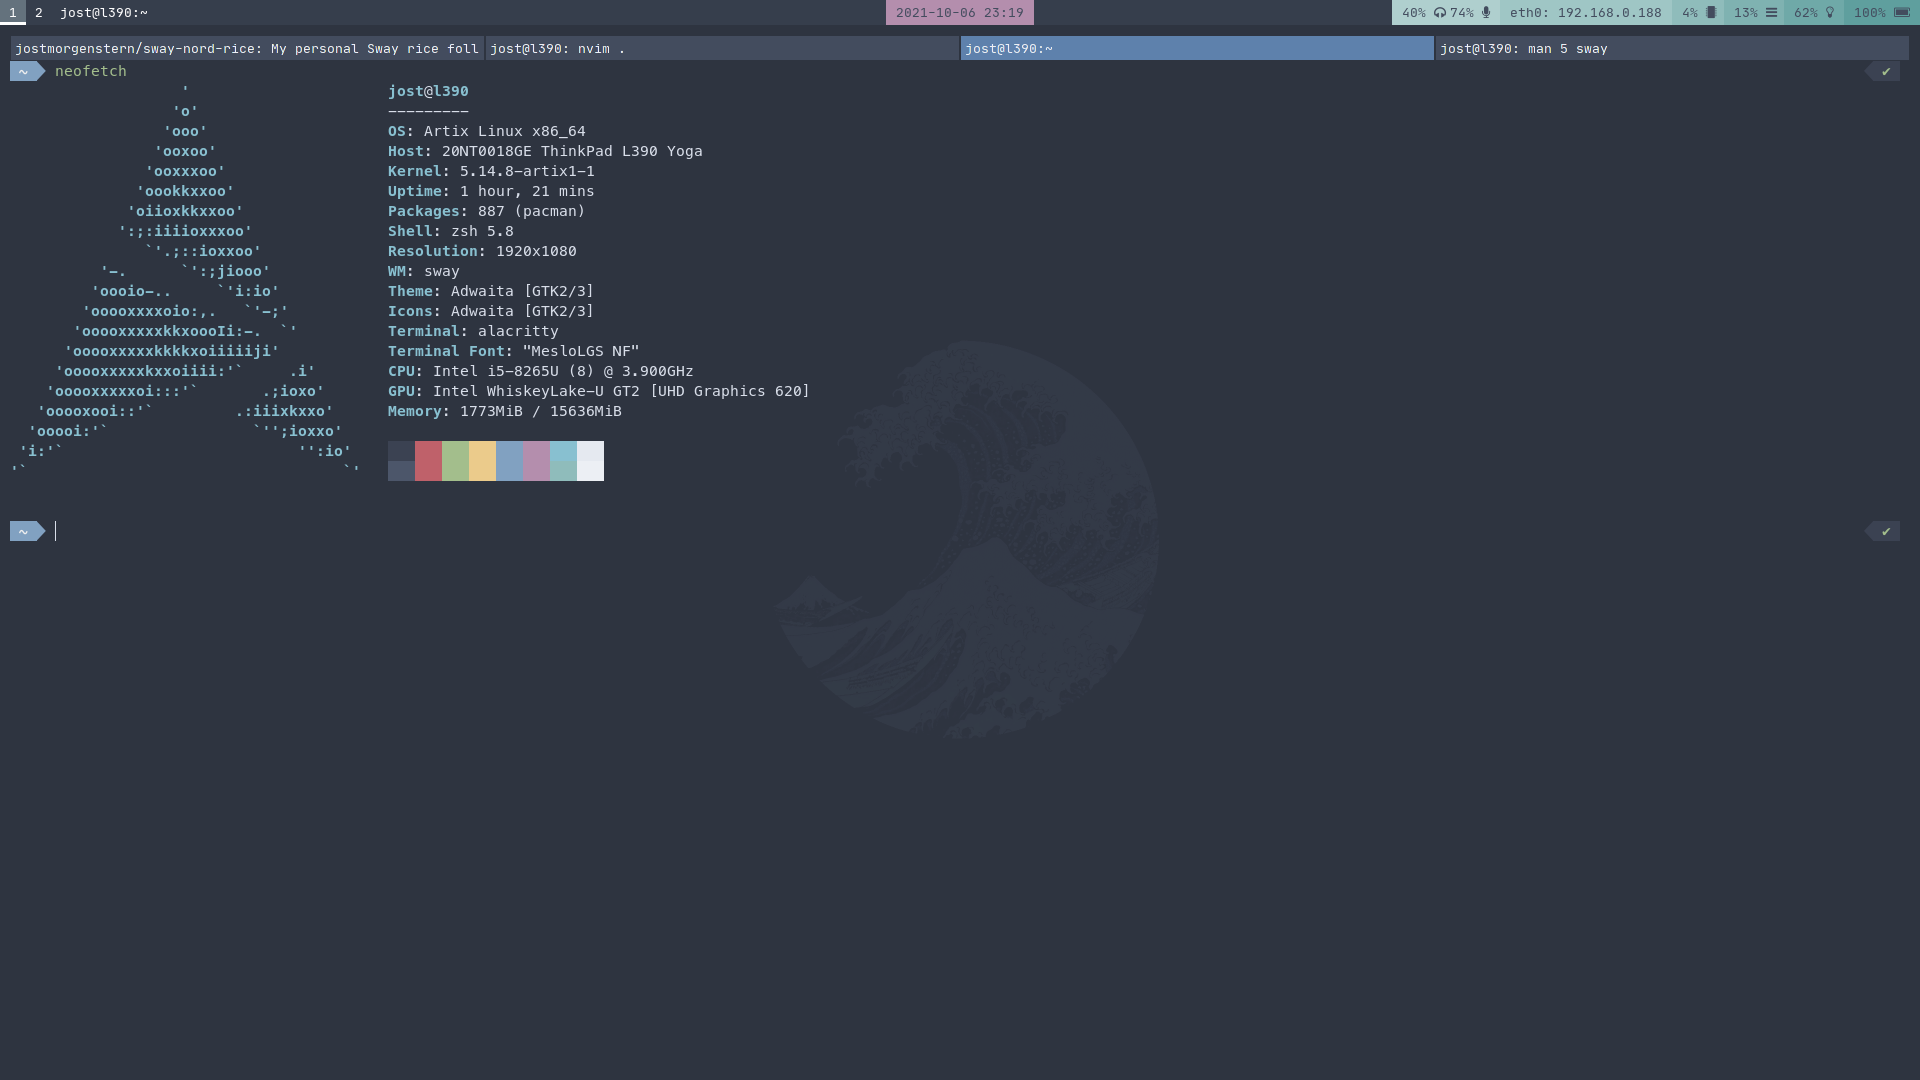 1 2 jost@l390:~ 2021-10-06 23:19 40% 74% eth0: 192.168.0.188 4% 13% 62% 100%
jostmorgenstern/sway-nord-rice: My personal Sway rice foll jost@l390: nvim . jost@l390:~ jost@l390: man 5 sway
~ neofetch ✔
' jost@l390
'o' ---------
'ooo' OS: Artix Linux x86_64
'ooxoo' Host: 20NT0018GE ThinkPad L390 Yoga
'ooxxxoo' Kernel: 5.14.8-artix1-1
'oookkxxoo' Uptime: 1 hour, 21 mins
'oiioxkkxxoo' Packages: 887 (pacman)
':;:iiiioxxxoo' Shell: zsh 5.8
`'.;::ioxxoo' Resolution: 1920x1080
'-. `':;jiooo' WM: sway
'oooio-.. `'i:io' Theme: Adwaita [GTK2/3]
'ooooxxxxoio:,. `'-;' Icons: Adwaita [GTK2/3]
'ooooxxxxxkkxoooIi:-. `' Terminal: alacritty
'ooooxxxxxkkkkxoiiiiiji' Terminal Font: "MesloLGS NF"
'ooooxxxxxkxxoiiii:'` .i' CPU: Intel i5-8265U (8) @ 3.900GHz
'ooooxxxxxoi:::'` .;ioxo' GPU: Intel WhiskeyLake-U GT2 [UHD Graphics 620]
'ooooxooi::'` .:iiixkxxo' Memory: 1773MiB / 15636MiB
'ooooi:'` `'';ioxxo'
'i:'` '':io'
'` `'
~ ✔